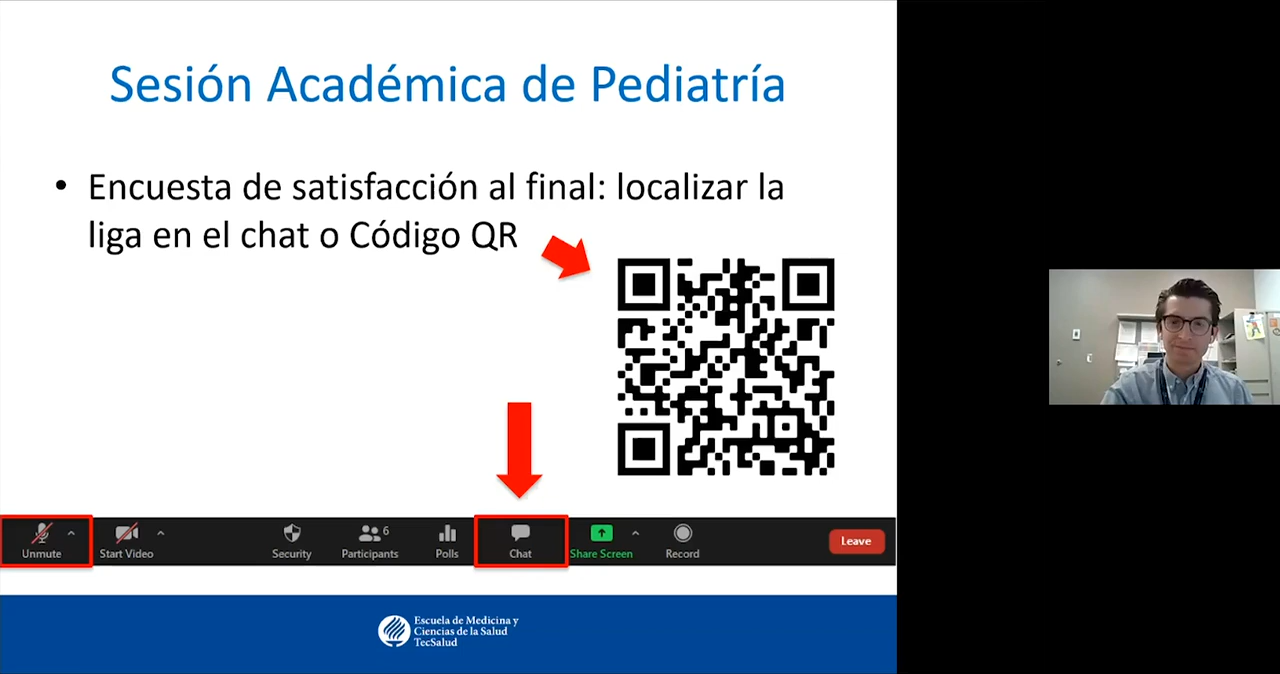 Sesión Académica de Pediatría
• Encuesta de satisfacción al final: localizar la
liga en el chat o Código QR
Unmute
Start Video
Security
6
Participants
Polls
Chat
Share Screen
Record
Leave
Escuela de Medicina y
Ciencias de la Salud
TecSalud